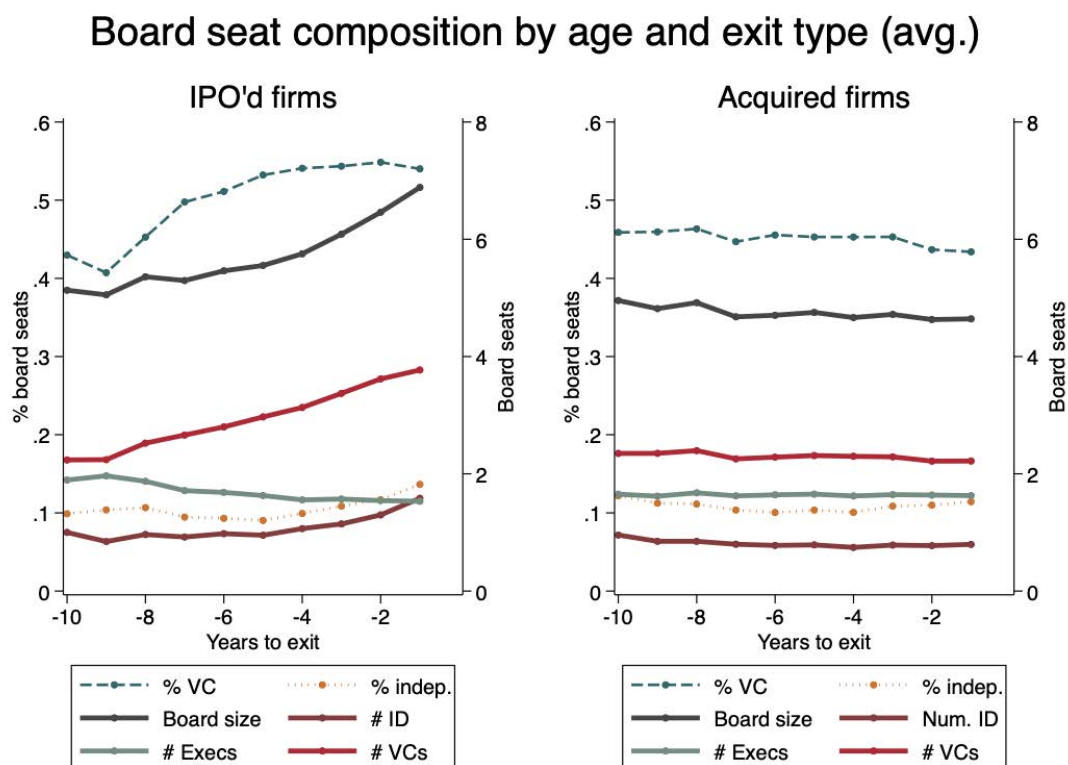 Board seat composition by age and exit type (avg.)
IPO'd firms
.6
.5
.4
.3
.2
.1
0
% board seats
8
6
4
2
0
Board seats
-10
-8
-6
-4
-2
Years to exit
% VC
% indep.
Board size
# ID
# Execs
# VCs
Acquired firms
.6
.5
.4
.3
.2
.1
0
% board seats
8
6
4
2
0
Board seats
-10
-8
-6
-4
-2
Years to exit
% VC
% indep.
Board size
Num. ID
# Execs
# VCs